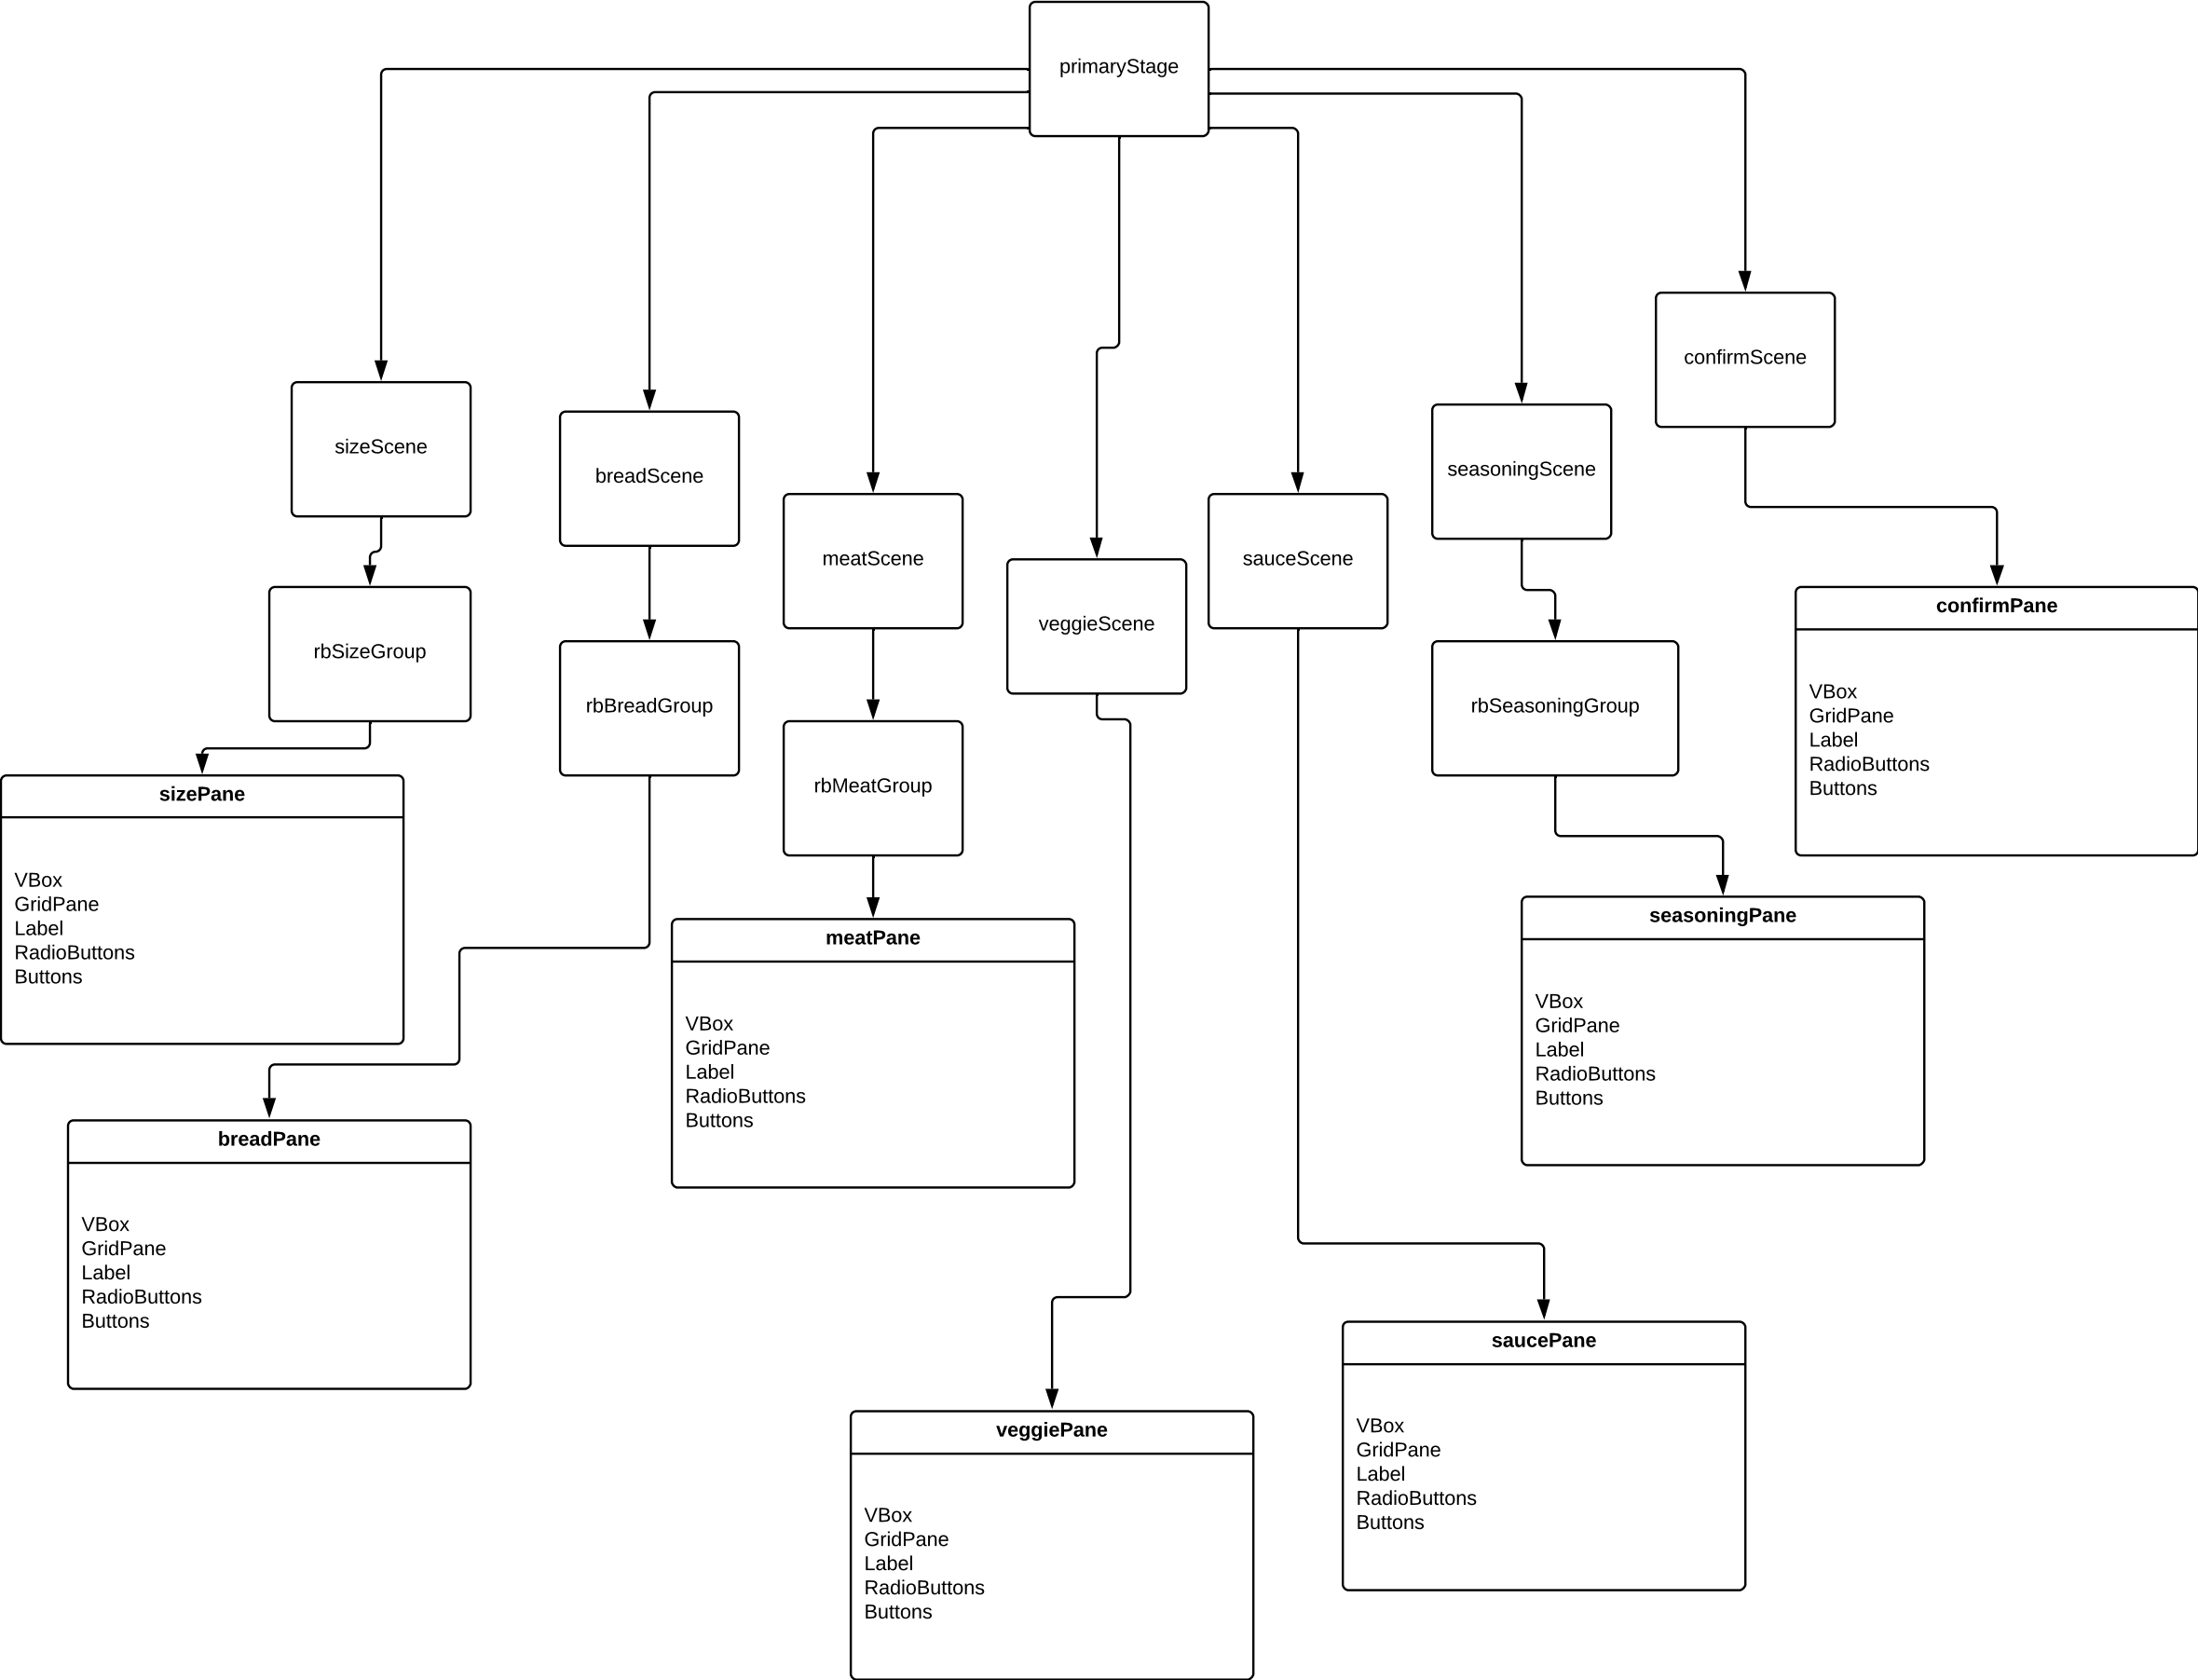 primaryStage
confirmScene
sizeScene
breadScene
seasoningScene
meatScene
sauceScene
veggieScene
rbSizeGroup
rbBreadGroup
rbSeasoningGroup
rbMeatGroup
confirmPane
VBox
GridPane
Label
RadioButtons
Buttons
sizePane
VBox
GridPane
Label
RadioButtons
Buttons
seasoningPane
VBox
GridPane
Label
RadioButtons
Buttons
meatPane
VBox
GridPane
Label
RadioButtons
Buttons
breadPane
VBox
GridPane
Label
RadioButtons
Buttons
saucePane
VBox
GridPane
Label
RadioButtons
Buttons
veggiePane
VBox
GridPane
Label
RadioButtons
Buttons